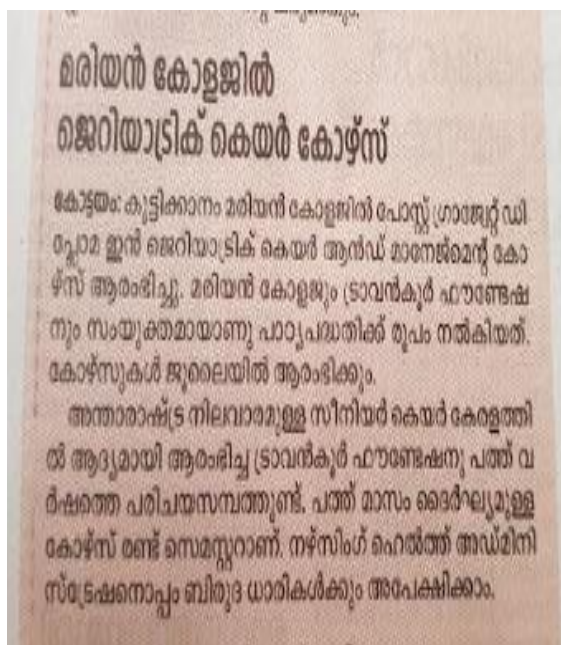 മരിയൻ കോളജിൽ
ജെറിയാട്രിക് കെയർ കോഴ്സ്
കോട്ടയം: കുട്ടിക്കാനം മരിയൻ കോളജിൽ പോസ്റ്റ് ഗ്രാജ്വേറ്റ് ഡി
പ്ലോമ ഇൻ ജെറിയാട്രിക് കെയർ ആൻഡ് മാനേജ്മെന്റ് കോ
ഴ്സ് ആരംഭിച്ചു. മരിയൻ കോളജും ട്രാവൻകൂർ ഫൗണ്ടേഷ
നും സംയുക്തമായാണു പാഠ്യപദ്ധതിക്ക് രൂപം നൽകിയത്.
കോഴ്സുകൾ ജൂലൈയിൽ ആരംഭിക്കും.
അന്താരാഷ്ട്ര നിലവാരമുള്ള സീനിയർ കെയർ കേരളത്തി
ൽ ആദ്യമായി ആരംഭിച്ച ട്രാവൻകൂർ ഫൗണ്ടേഷനു പത്ത് വ
ർഷത്തെ പരിചയസമ്പത്തുണ്ട്. പത്ത് മാസം ദൈർഘ്യമുള്ള
കോഴ്സ് രണ്ട് സെമസ്റ്ററാണ്. നഴ്സിംഗ് ഹെൽത്ത് അഡ്മിനി
സ്ട്രേഷനൊപ്പം ബിരുദ ധാരികൾക്കും അപേക്ഷിക്കാം.